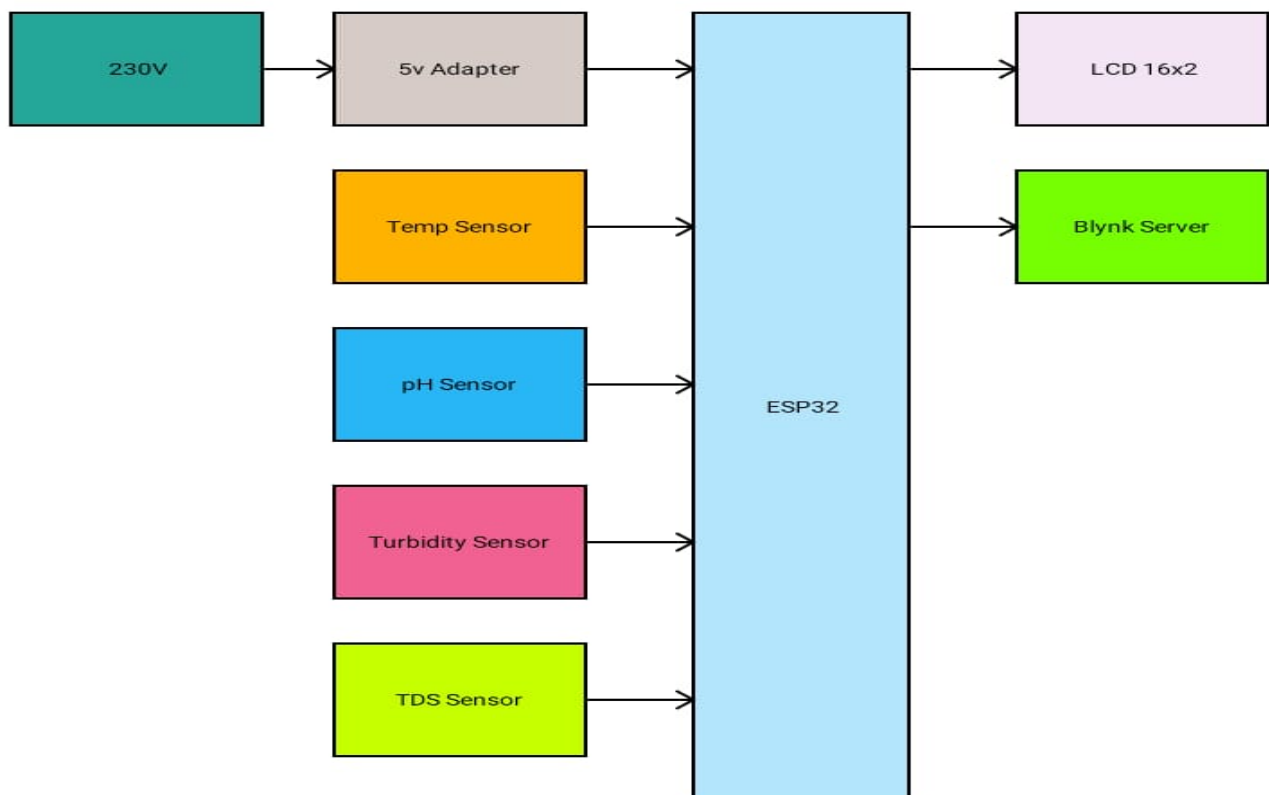 230V
5v Adapter
LCD 16x2
Temp Sensor
Blynk Server
pH Sensor
ESP32
Turbidity Sensor
TDS Sensor